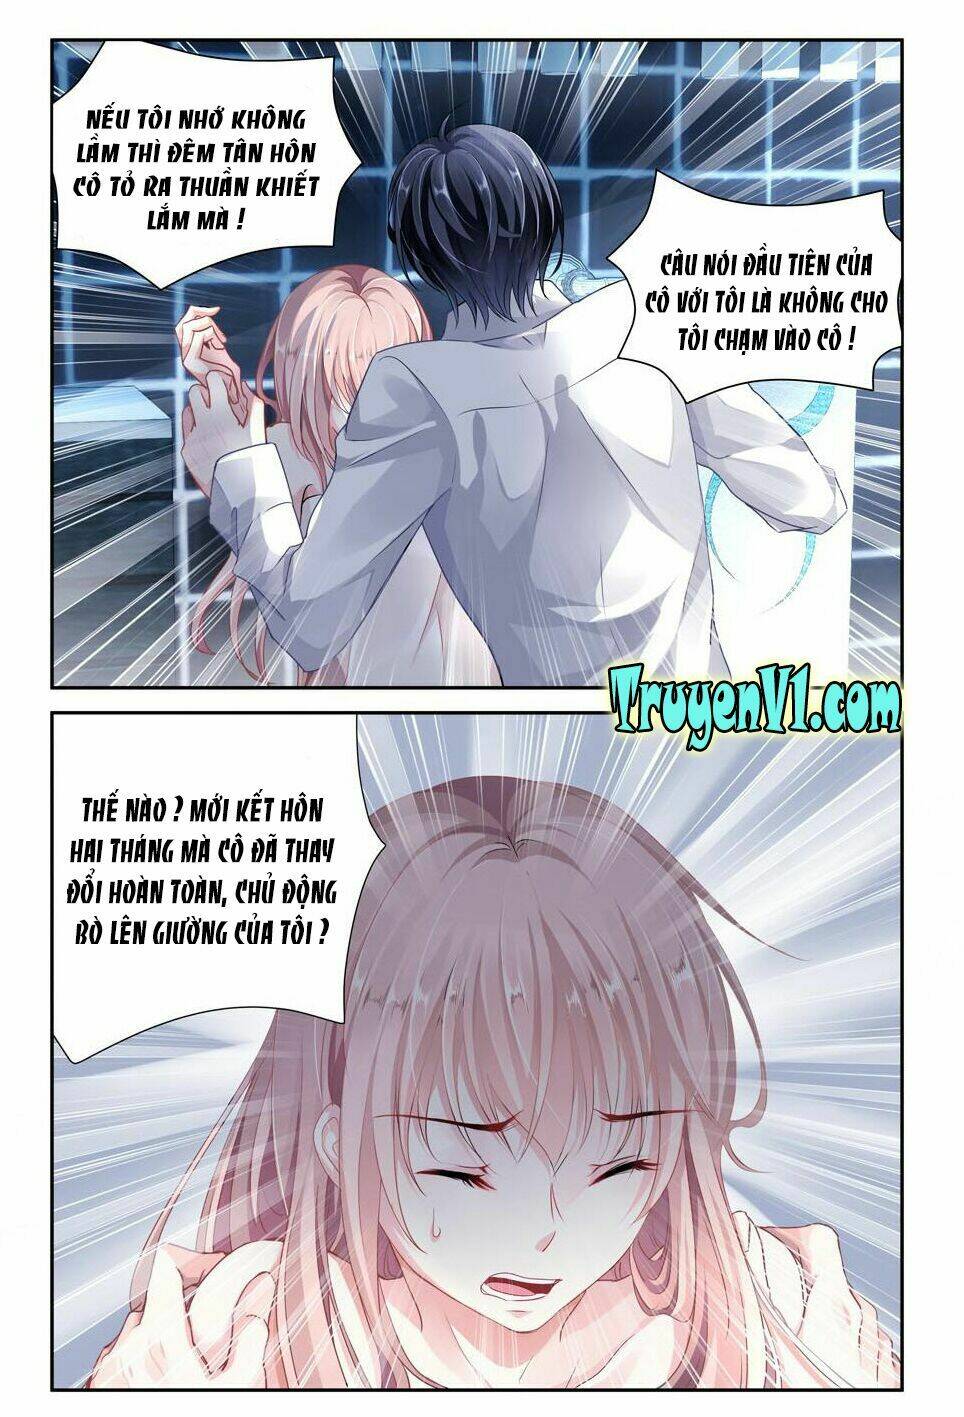 NẾU TÔI NHỚ KHÔNG
LẦM THÌ ĐÊM TÂN HÔN
CÔ TỎ RA THUẦN KHIẾT
LẮM MÀ !
CÂU NÓI ĐẦU TIÊN CỦA
CÔ VỚI TÔI LÀ KHÔNG CHO
TÔI CHẠM VÀO CÔ !
TruyenV1.com
THẾ NÀO ? MỚI KẾT HÔN
HAI THÁNG MÀ CÔ ĐÃ THAY
ĐỔI HOÀN TOÀN, CHỦ ĐỘNG
BÒ LÊN GIƯỜNG CỦA TÔI ?